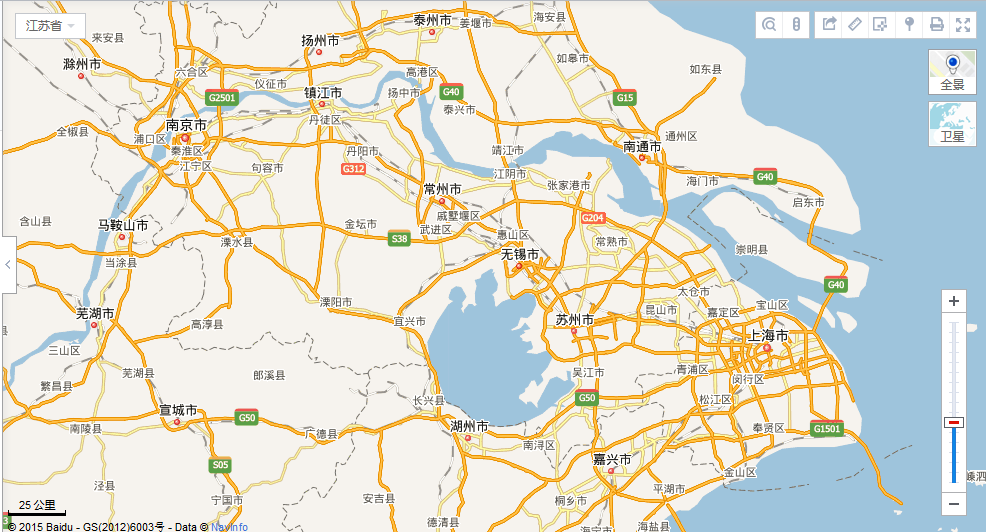 江苏省
来安县
泰州市
姜堰市
海安县
扬州市
滁州市
六合区
仪征市
高港区
如皋市
如东县
全景
G2501
镇江市
扬中市
G40
G15
泰兴市
丹徒区
卫星
全椒县
浦口区
南京市
秦淮区
江宁区
句容市
丹阳市
G312
靖江市
江阴市
南通市
通州区
G40
海门市
张家港市
常州市
戚墅堰区
武进区
G204
启东市
含山县
马鞍山市
金坛市
S38
惠山区
溧水县
无锡市
常熟市
崇明县
当涂县
G40
溧阳市
太仓市
芜湖市
高淳县
宜兴市
苏州市
昆山市
嘉定区
宝山区
上海市
三山区
芜湖县
郎溪县
吴江市
青浦区
闵行区
繁昌县
长兴县
G50
松江区
宣城市
G50
南陵县
广德县
湖州市
南浔区
奉贤区
G1501
S05
嘉兴市
金山区
嵊泗
泾县
宁国市
安吉县
平湖市
桐乡市
德清县
海宁市
海盐县
25 公里
© 2015 Baidu - GS(2012)6003号 - Data © NavInfo